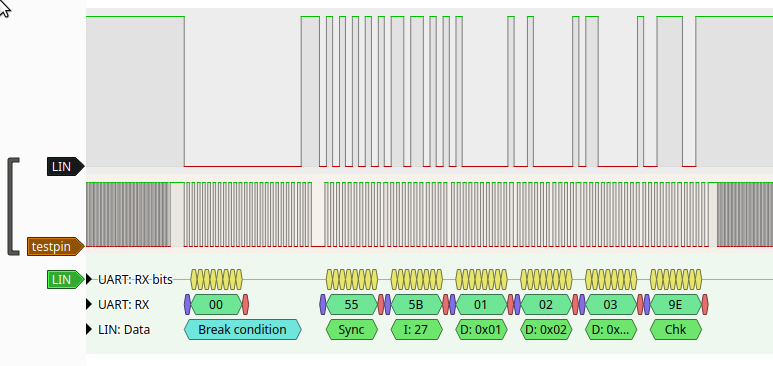 LIN
testpin
LIN UART: RX bits
UART: RX 00 55 5B 01 02 03 9E
LIN: Data Break condition Sync I: 27 D: 0x01 D: 0x02 D: 0x... Chk